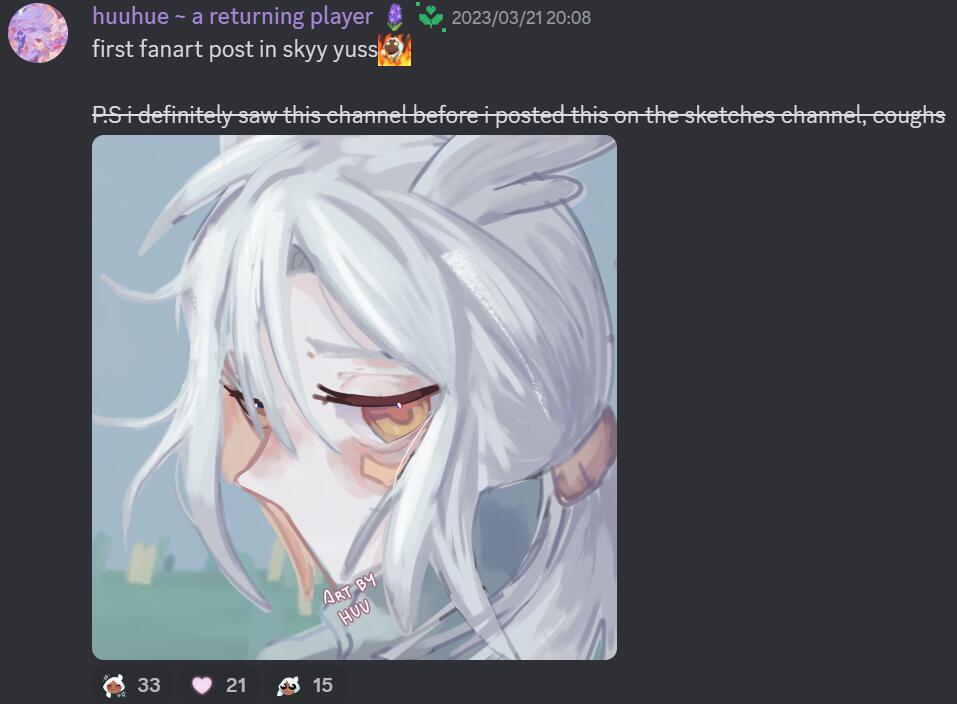 huuhue ~ a returning player 2023/03/21 20:08
first fanart post in skyy yuss
P.S i definitely saw this channel before i posted this on the sketches channel, coughs
ART BY
HUU
33 21 15